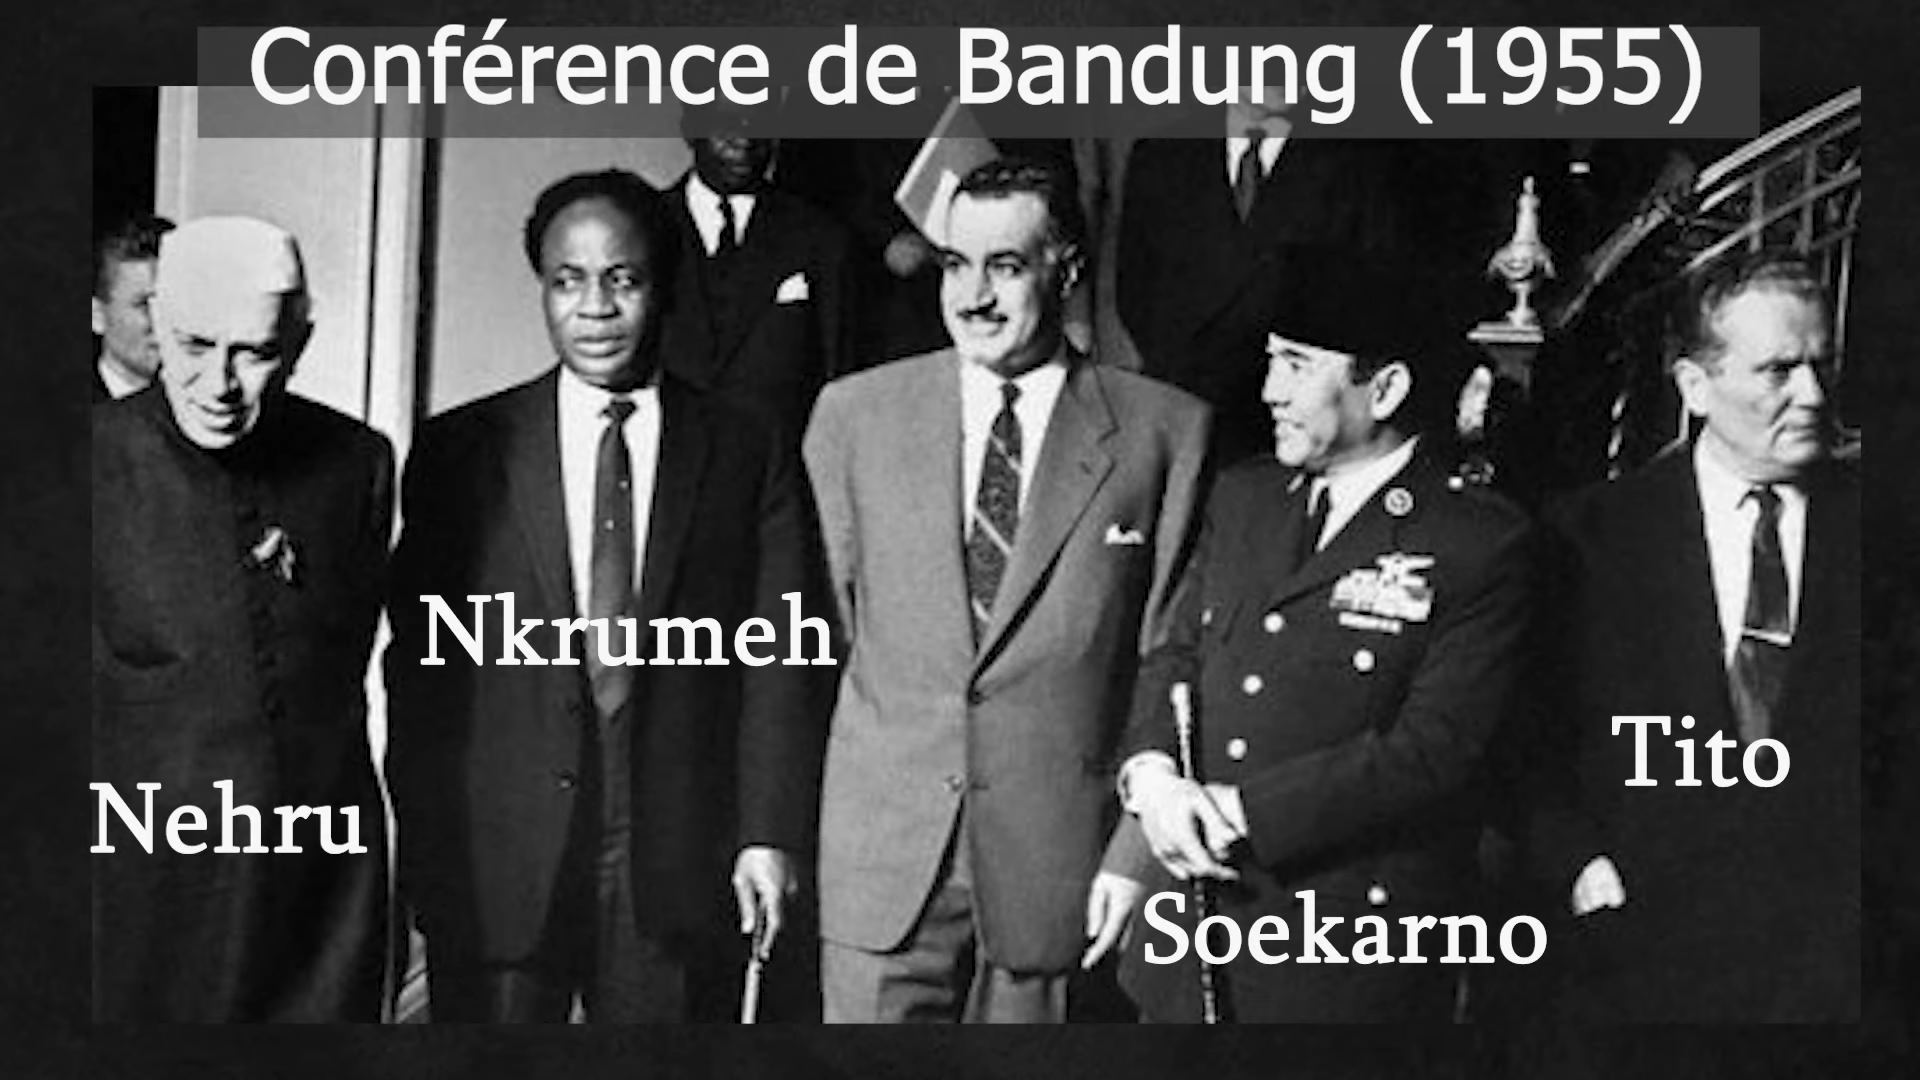 Conférence de Bandung (1955)
Nkrumeh
Tito
Nehru
Soekarno